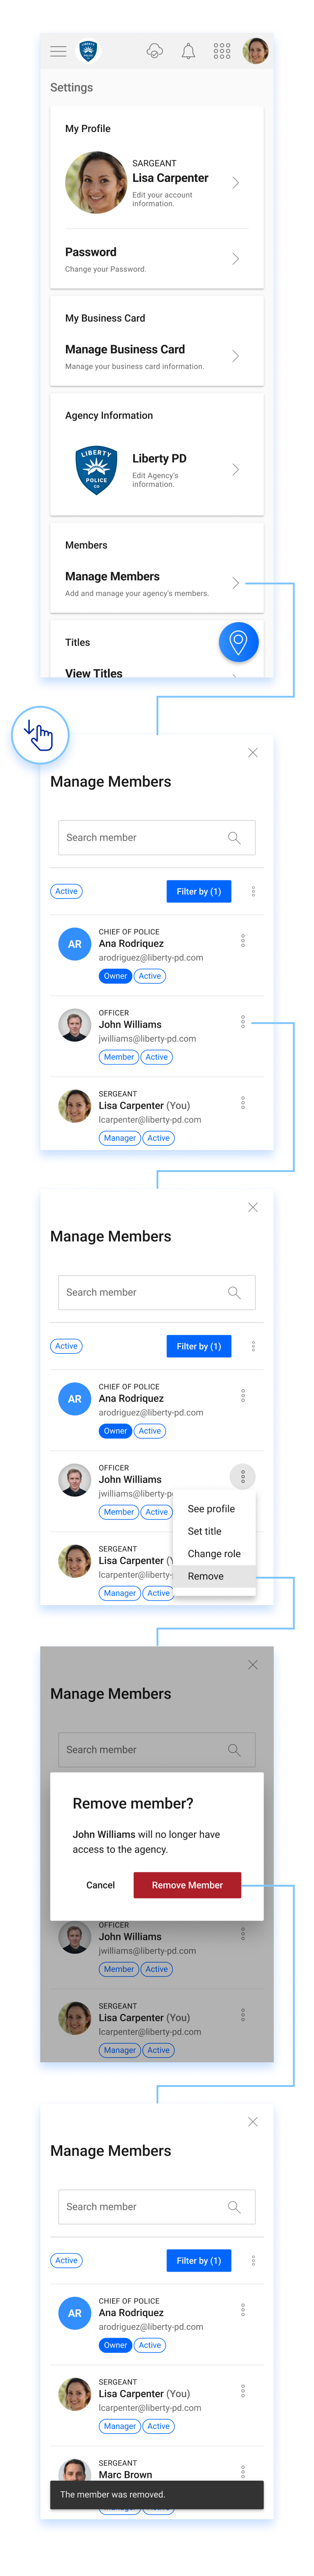 LIBERTY
POLICE
Settings
My Profile
SARGEANT
Lisa Carpenter
Edit your account
information.
Password
Change your Password.
My Business Card
Manage Business Card
Manage your business card information.
Agency Information
LIBERTY
POLICE
CO
Liberty PD
Edit Agency's
information.
Members
Manage Members
Add and manage your agency's members.
Titles
View Titles
Manage Members
Search member
Active
Filter by (1)
CHIEF OF POLICE
AR
Ana Rodriquez
arodriguez@liberty-pd.com
Owner
Active
OFFICER
John Williams
jwilliams@liberty-pd.com
Member
Active
SERGEANT
Lisa Carpenter (You)
lcarpenter@liberty-pd.com
Manager
Active
Manage Members
Search member
Active
Filter by (1)
CHIEF OF POLICE
AR
Ana Rodriquez
arodriguez@liberty-pd.com
Owner
Active
OFFICER
John Williams
jwilliams@liberty-p
Member
Active
SERGEANT
Lisa Carpenter (Y
lcarpenter@liberty-
Manager
Active
See profile
Set title
Change role
Remove
Manage Members
Search member
Remove member?
John Williams will no longer have
access to the agency.
Cancel
Remove Member
OFFICER
John Williams
jwilliams@liberty-pd.com
Member
Active
SERGEANT
Lisa Carpenter (You)
lcarpenter@liberty-pd.com
Manager
Active
Manage Members
Search member
Active
Filter by (1)
CHIEF OF POLICE
AR
Ana Rodriquez
arodriguez@liberty-pd.com
Owner
Active
SERGEANT
Lisa Carpenter (You)
lcarpenter@liberty-pd.com
Manager
Active
SERGEANT
Marc Brown
The member was removed.